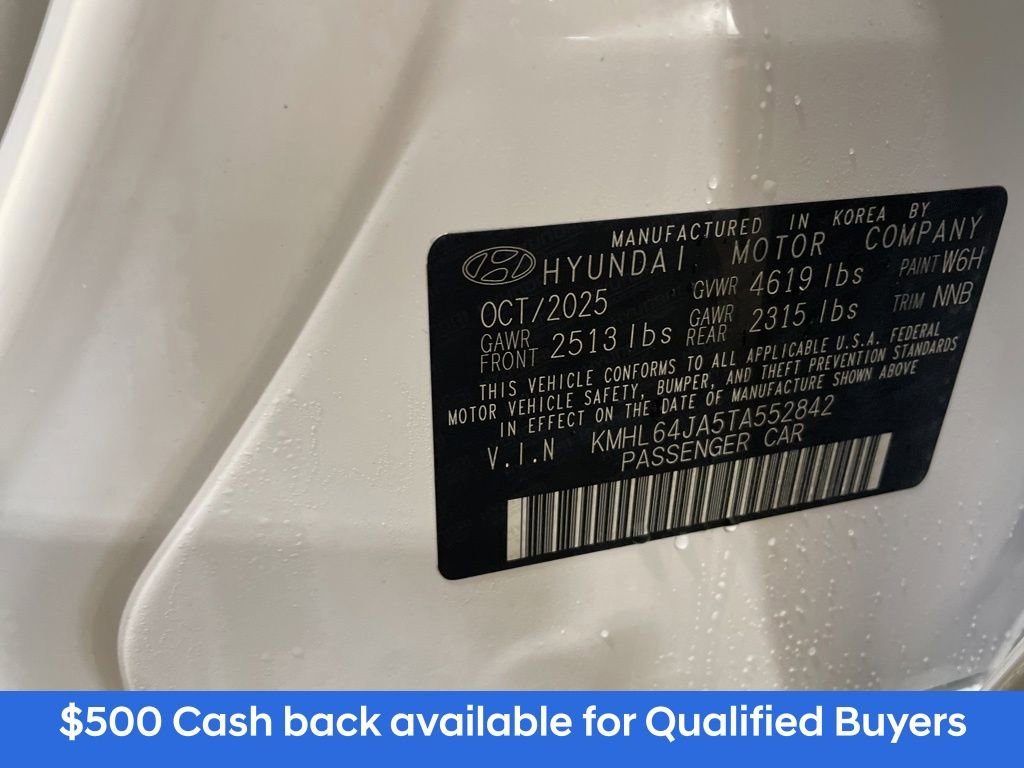 MANUFACTURED IN KOREA BY
HYUNDAI MOTOR COMPANY
OCT/2025 GVWR 4619 lbs PAINT W6H
GAWR FRONT 2513 lbs GAWR REAR 2315 lbs TRIM NNB
THIS VEHICLE CONFORMS TO ALL APPLICABLE U.S.A. FEDERAL
MOTOR VEHICLE SAFETY, BUMPER, AND THEFT PREVENTION STANDARDS
IN EFFECT ON THE DATE OF MANUFACTURE SHOWN ABOVE
V.I.N KMHL64JA5TA552842
PASSENGER CAR
$500 Cash back available for Qualified Buyers